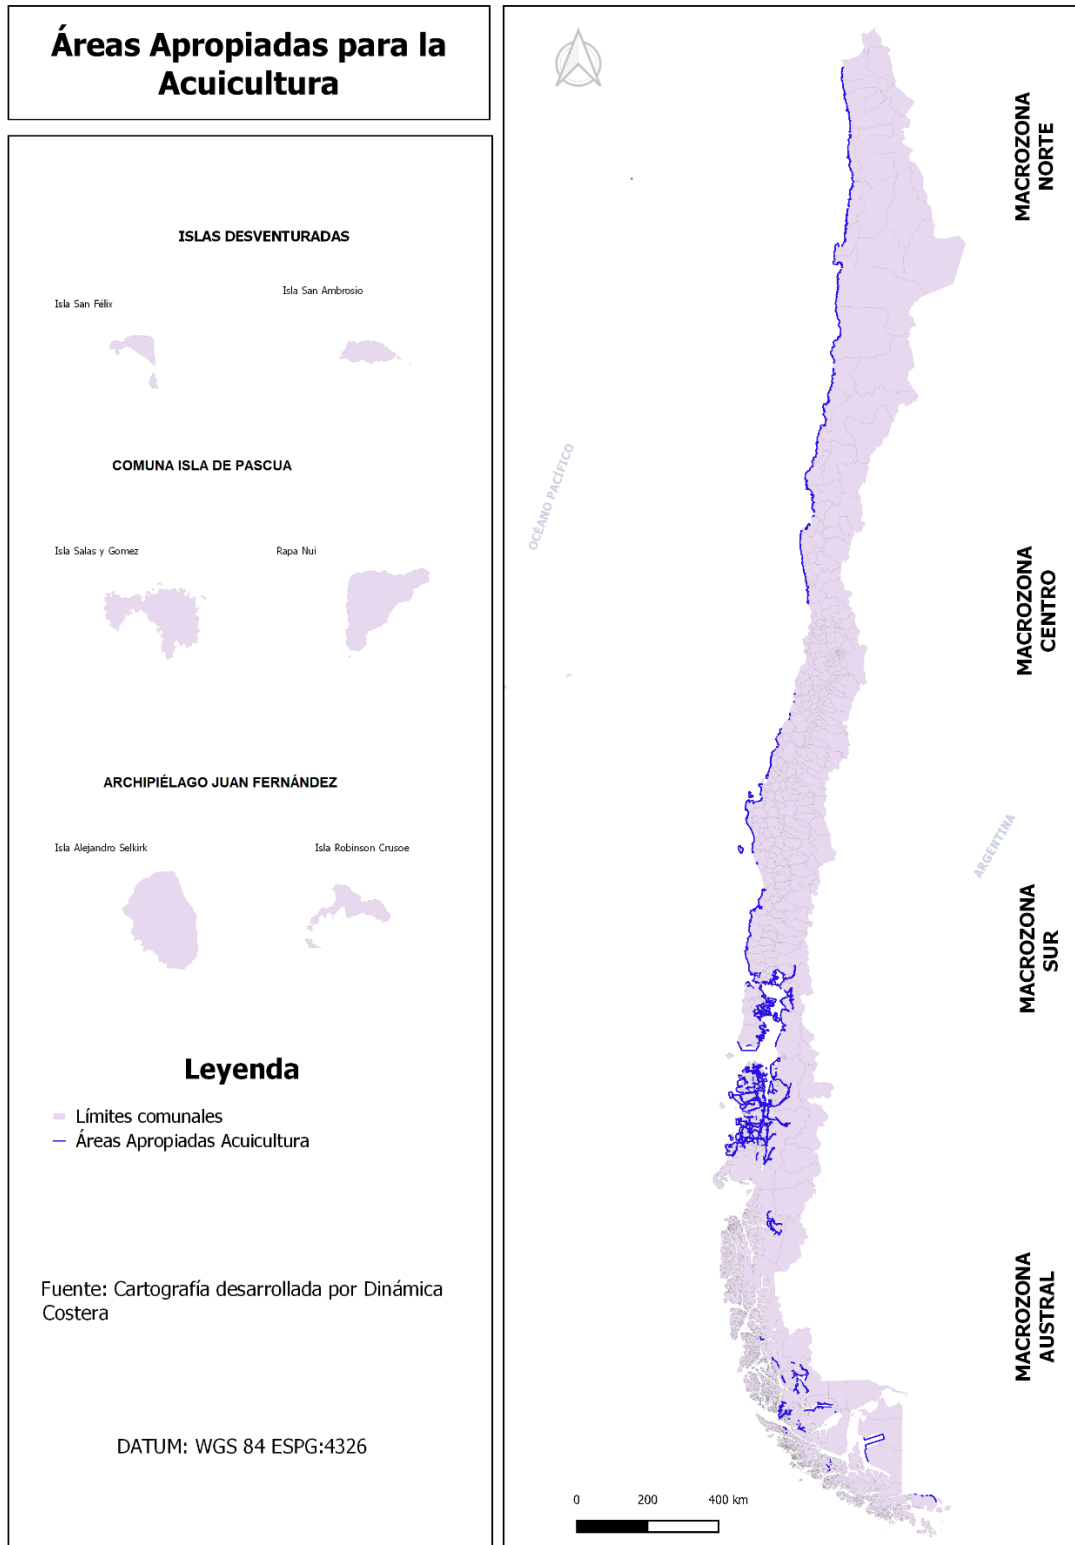 Áreas Apropiadas para la
Acuicultura
ISLAS DESVENTURADAS
Isla San Félix
Isla San Ambrosio
COMUNA ISLA DE PASCUA
Isla Salas y Gomez
Rapa Nui
ARCHIPIÉLAGO JUAN FERNÁNDEZ
Isla Alejandro Selkirk
Isla Robinson Crusoe
Leyenda
Límites comunales
Áreas Apropiadas Acuicultura
Fuente: Cartografía desarrollada por Dinámica
Costera
DATUM: WGS 84 ESPG:4326
MACROZONA
NORTE
OCÉANO PACÍFICO
MACROZONA
CENTRO
ARGENTINA
MACROZONA
SUR
MACROZONA
AUSTRAL
0 200 400 km